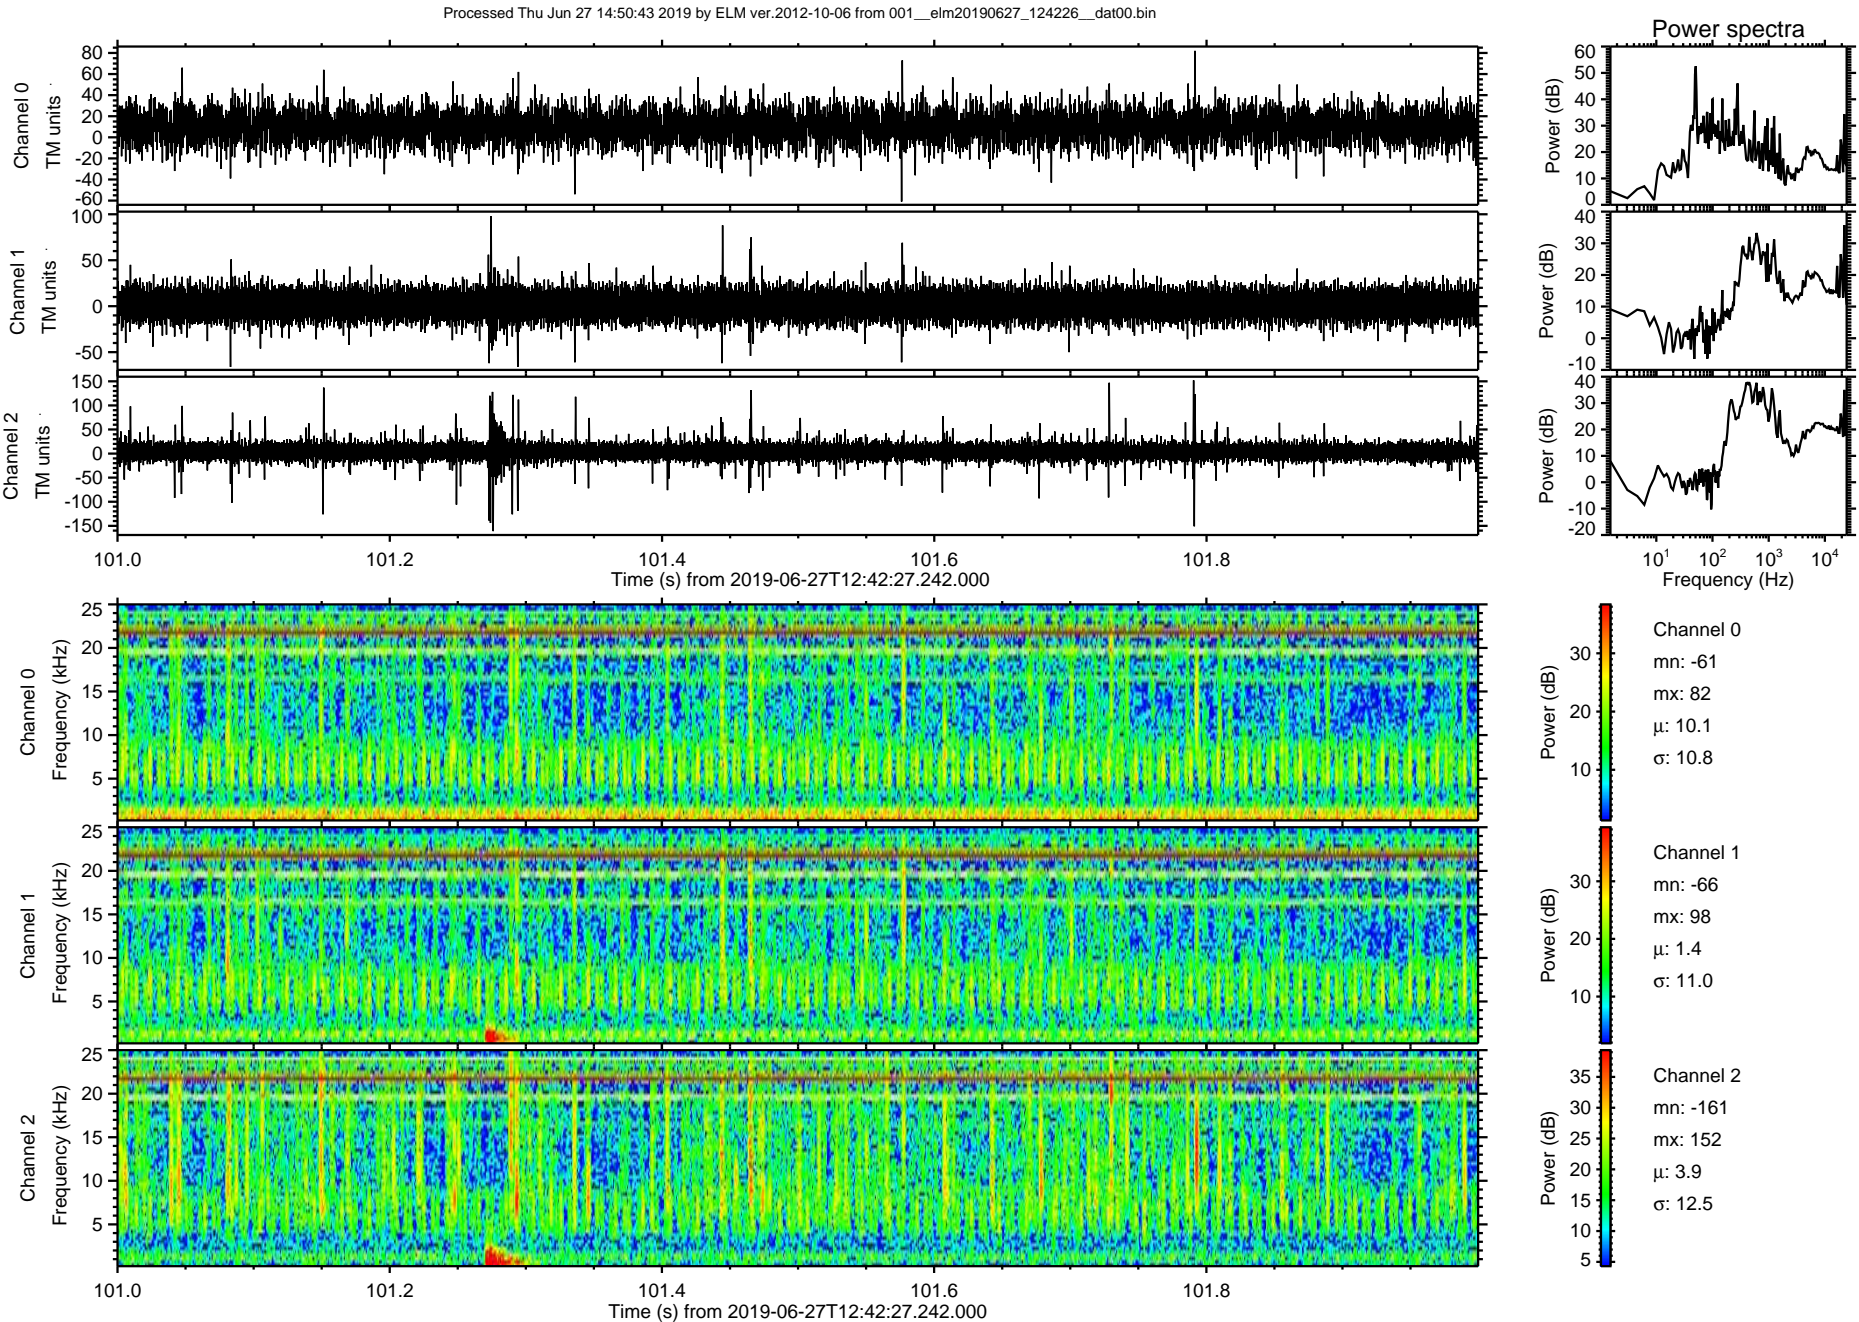 Processed Thu Jun 27 14:50:43 2019 by ELM ver.2012-10-06 from 001__elm20190627_124226__dat00.bin
Power spectra
Channel 0
TM units
80
60
40
20
0
-20
-40
-60
Power (dB)
60
50
40
30
20
10
0
Channel 1
TM units
100
50
0
-50
Power (dB)
40
30
20
10
0
-10
Channel 2
TM units
150
100
50
0
-50
-100
-150
Power (dB)
40
30
20
10
0
-10
-20
101.0 101.2 101.4 101.6 101.8
Time (s) from 2019-06-27T12:42:27.242.000
10^1 10^2 10^3 10^4
Frequency (Hz)
Channel 0
Frequency (kHz)
25
20
15
10
5
Power (dB)
30
20
10
Channel 0
mn: -61
mx: 82
μ: 10.1
σ: 10.8
Channel 1
Frequency (kHz)
25
20
15
10
5
Power (dB)
30
20
10
Channel 1
mn: -66
mx: 98
μ: 1.4
σ: 11.0
Channel 2
Frequency (kHz)
25
20
15
10
5
Power (dB)
35
30
25
20
15
10
5
Channel 2
mn: -161
mx: 152
μ: 3.9
σ: 12.5
101.0 101.2 101.4 101.6 101.8
Time (s) from 2019-06-27T12:42:27.242.000